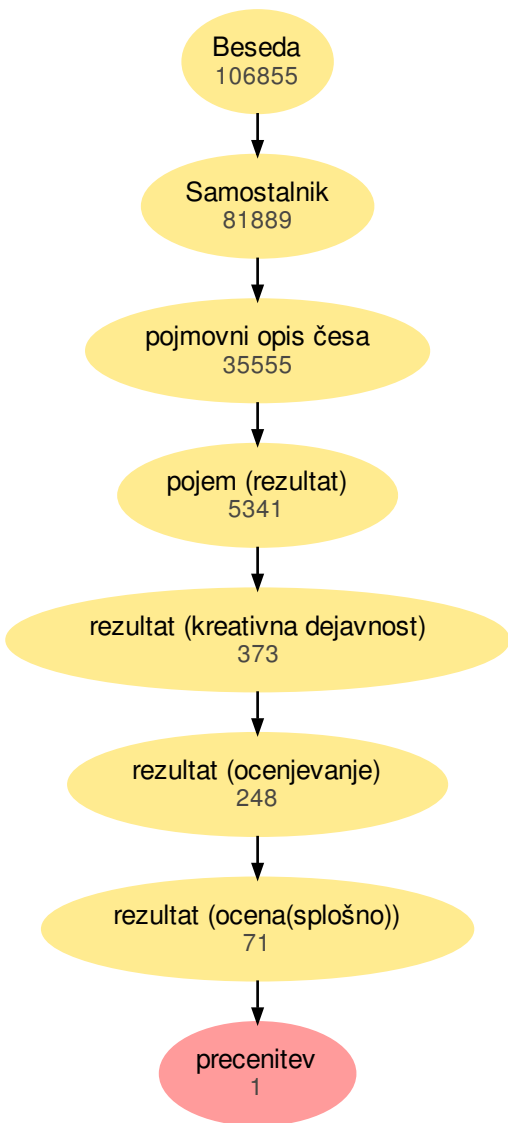 Beseda
106855
Samostalnik
81889
pojmovni opis česa
35555
pojem (rezultat)
5341
rezultat (kreativna dejavnost)
373
rezultat (ocenjevanje)
248
rezultat (ocena(splošno))
71
precenitev
1